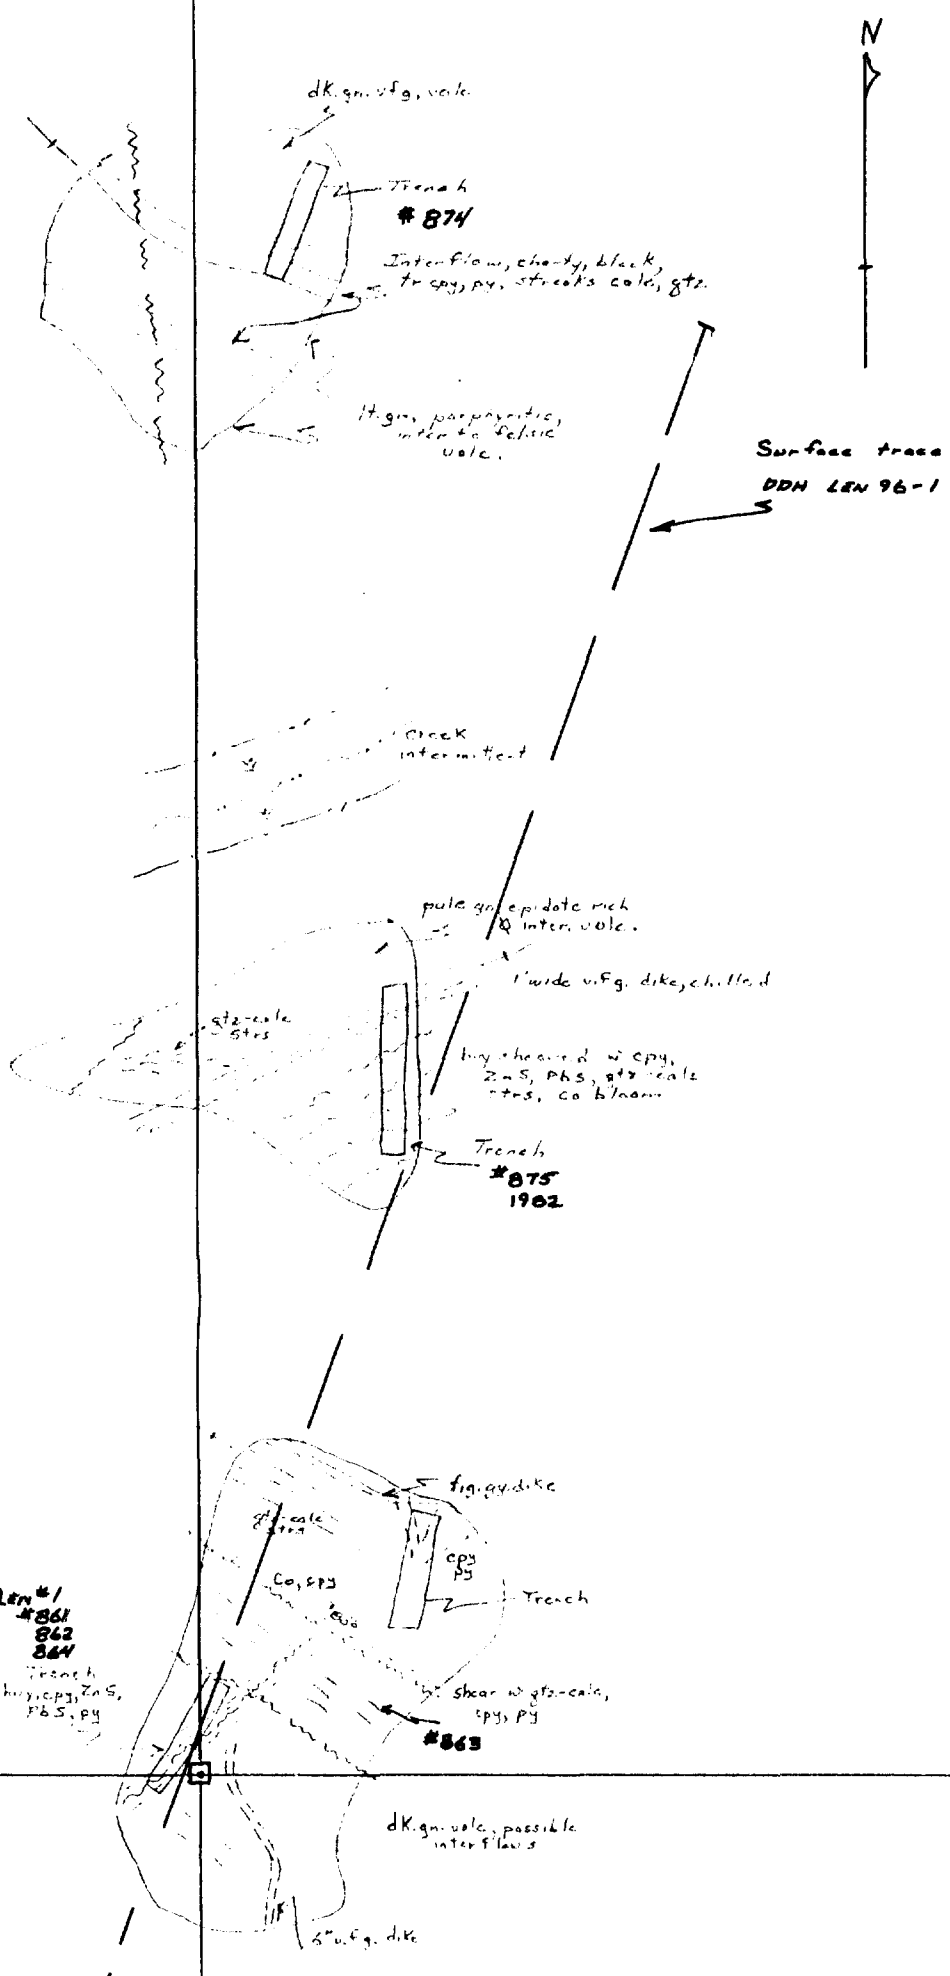 N
dk. gn. vfg, volc.
Trench
#874
Interflow, cherty, black,
tr cpy, py, streaks calc, qtz.
lt. gn, porphyritic,
inter to felsic
volc.
Surface trace
DDH LEN 96-1
creek
intermittent
pale gn epidote rich
inter. volc.
1' wide v.f.g. dike, chilled
qtz-calc
strs
hvy sheared w cpy,
ZnS, PbS, qtz-calc
strs, Co bloom
Trench
#875
1982
f.g. gy. dike
qtz-calc
strs
cpy
py
Co, cpy
Trench
LEN #1
#861
862
864
Trench
hvy, cpy, ZnS,
PbS, py
shear w qtz-calc,
cpy, py
#863
dk. gn. volc, possible
interflows
6" v.f.g. dike